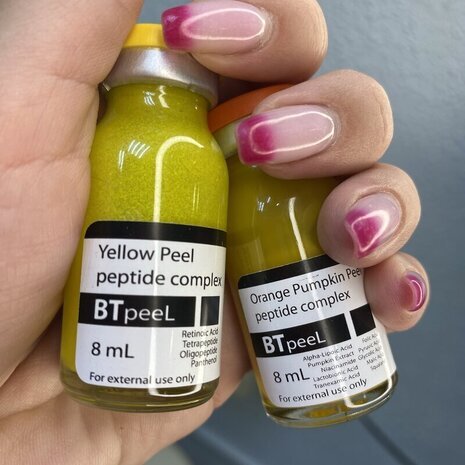 Yellow Peel
peptide complex
BTpeeL
8 mL
Retinoic Acid
Tetrapeptide
Oligopeptide
Panthenol
For external use only
Orange Pumpkin Peel
peptide complex
BTpeeL
8 mL
Alpha-Lipoic Acid
Pumpkin Extract
Niacinamide
Lactobionic Acid
Tranexamic Acid
For external use only